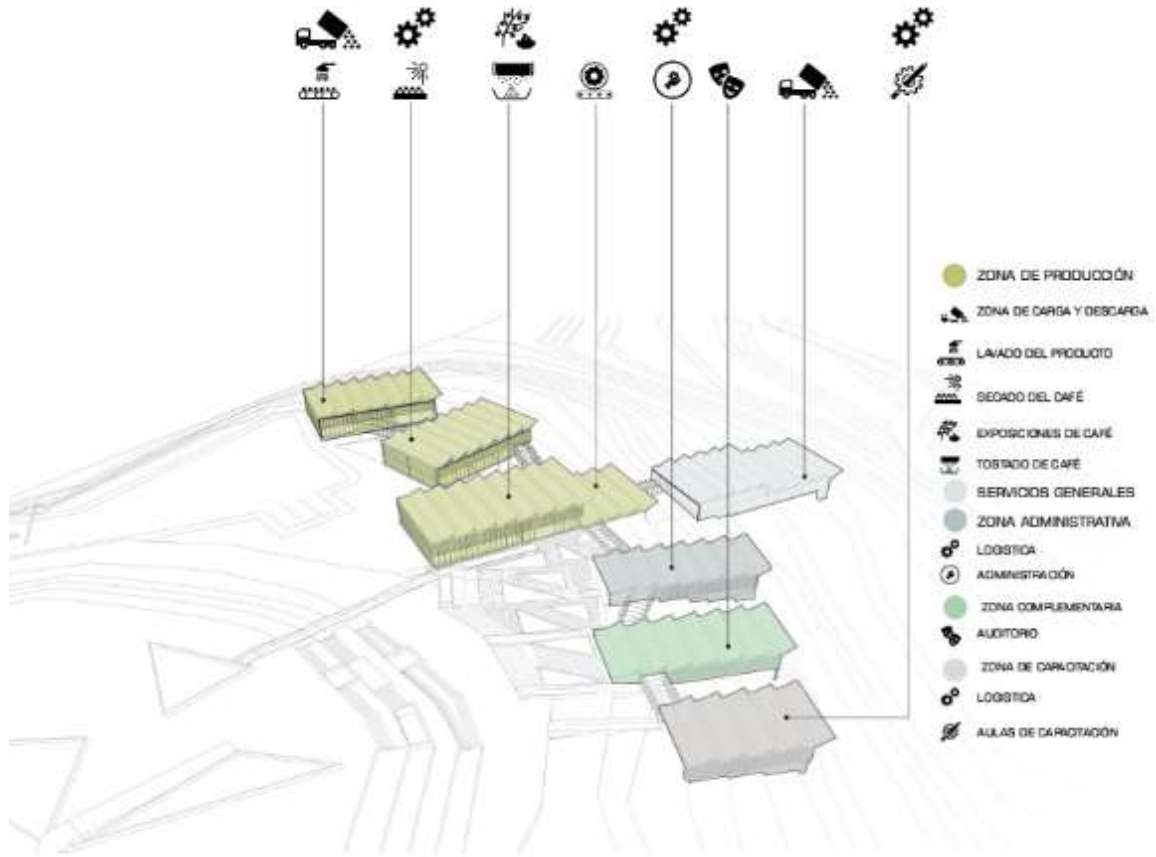 ZONA DE PRODUCCIÓN
ZONA DE CARGA Y DESCARGA
LAVADO DEL PRODUCTO
SECADO DEL CAFÉ
EXPOSICIONES DE CAFÉ
TOSTADO DE CAFÉ
SERVICIOS GENERALES
ZONA ADMINISTRATIVA
LOGISTICA
ADMINISTRACIÓN
ZONA COMPLEMENTARIA
AUDITORIO
ZONA DE CAPACITACIÓN
LOGISTICA
AULAS DE CAPACITACIÓN